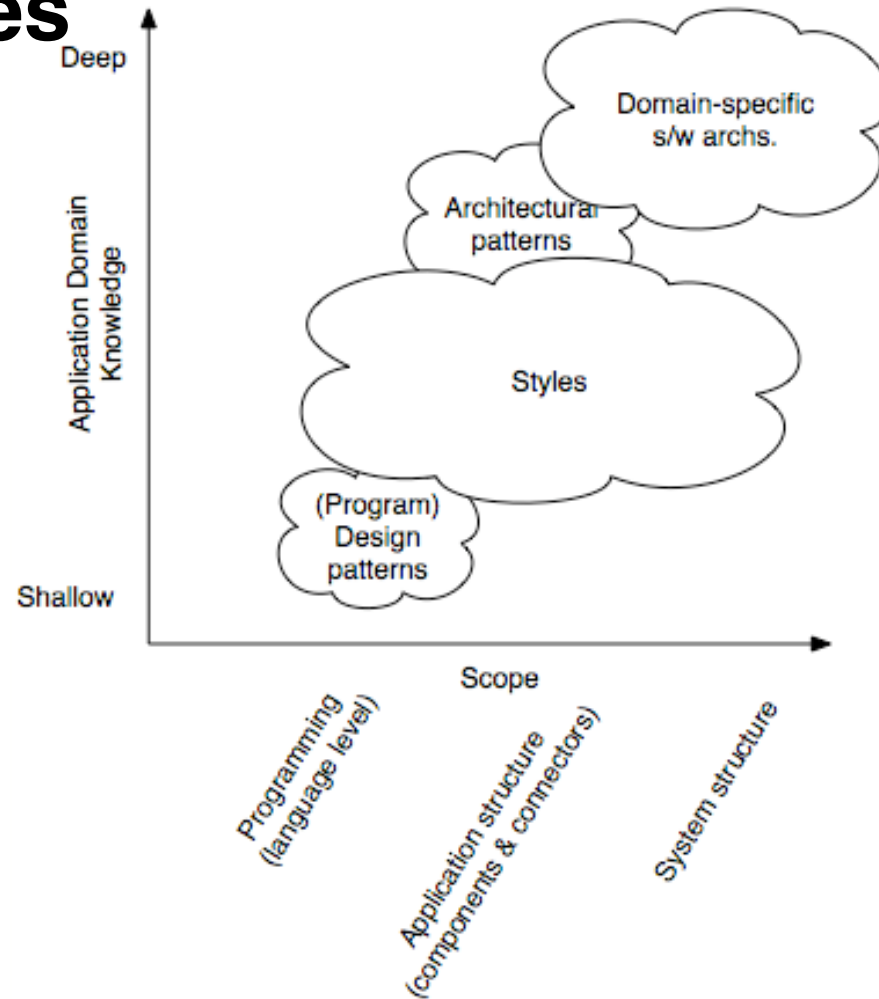 es
Deep
Domain-specific
s/w archs.
Architectural
patterns
Application Domain
Knowledge
Styles
(Program)
Design
patterns
Shallow
Scope
Programming
(language level)
Application structure
(components & connectors)
System structure